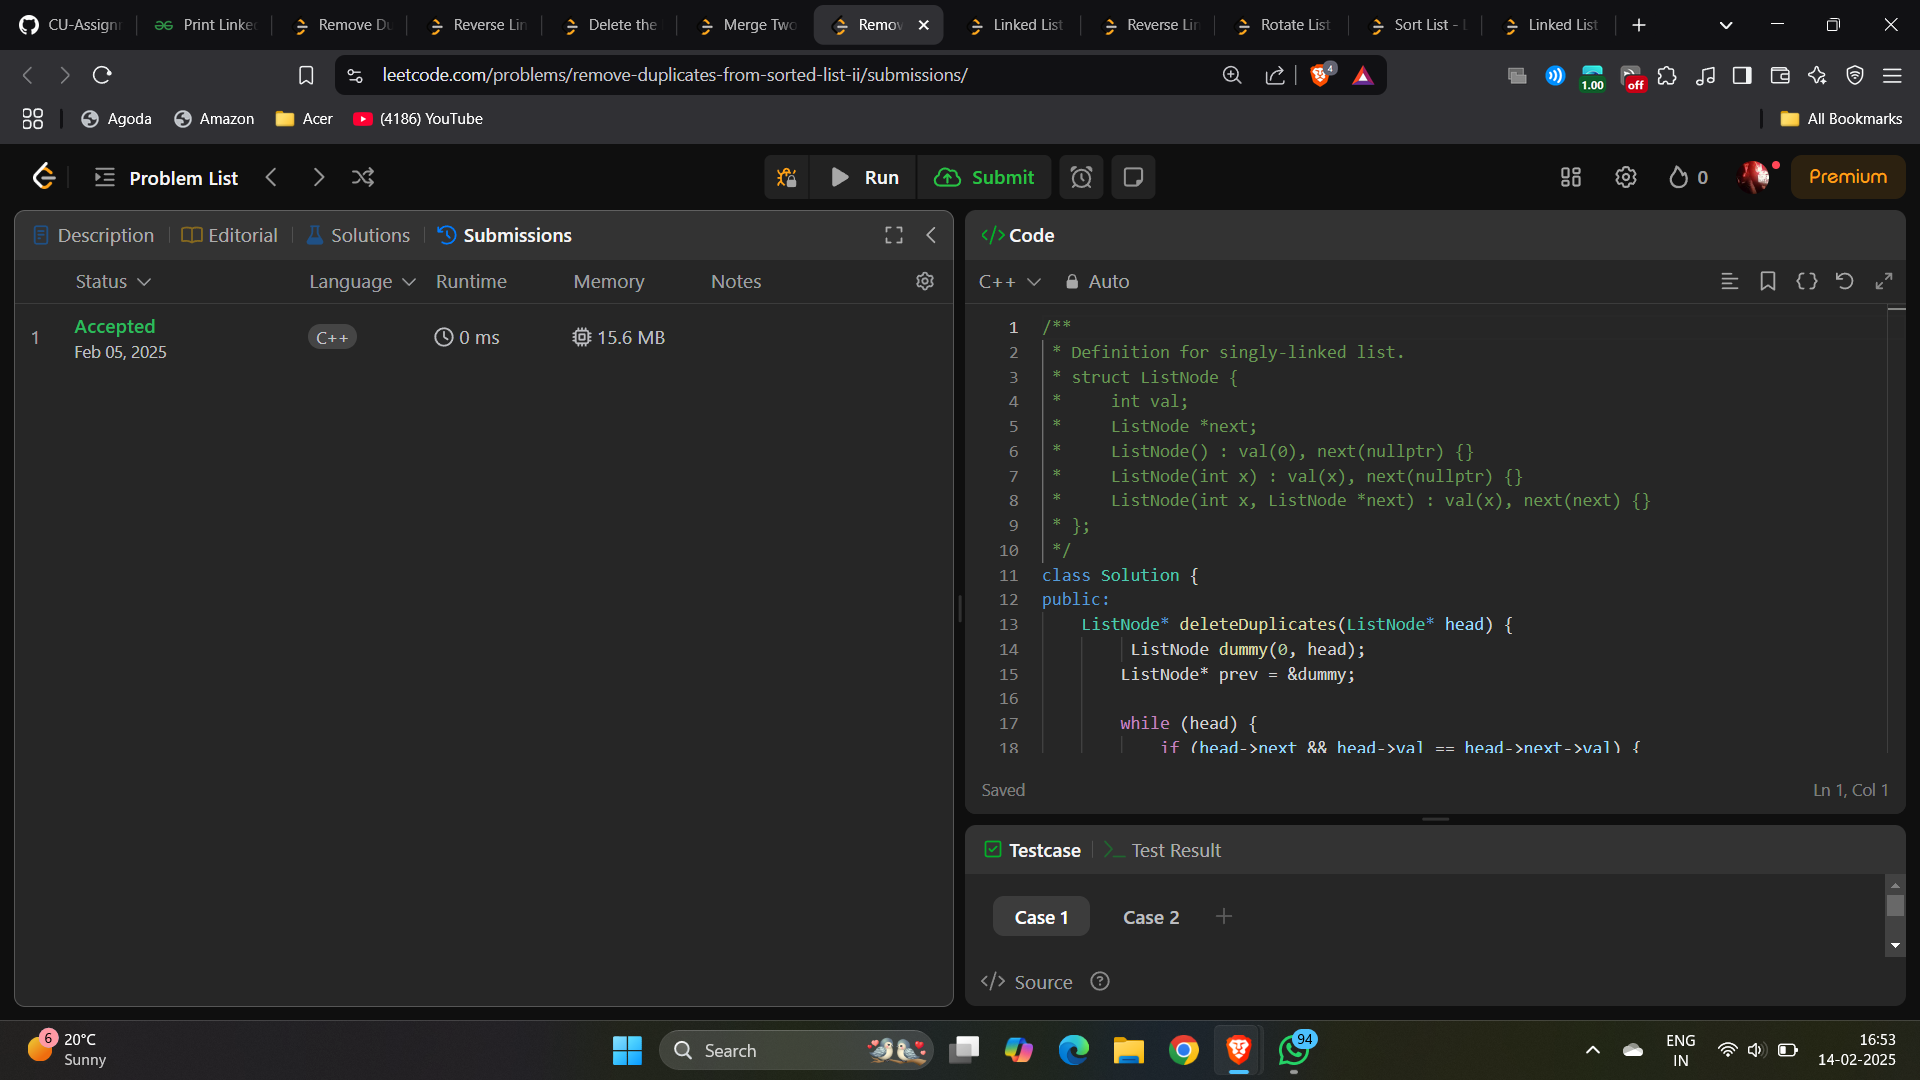 CU-Assignr
Print Linke
Remove Du
Reverse Lin
Delete the
Merge Two
Remov
Linked List
Reverse Lin
Rotate List
Sort List - L
Linked List
leetcode.com/problems/remove-duplicates-from-sorted-list-ii/submissions/
4
1.00
off
Agoda
Amazon
Acer
(4186) YouTube
All Bookmarks
Problem List
Run
Submit
0
Premium
Description
Editorial
Solutions
Submissions
Status
Language
Runtime
Memory
Notes
1
Accepted
Feb 05, 2025
C++
0 ms
15.6 MB
</> Code
C++
Auto
1 /**
2 * Definition for singly-linked list.
3 * struct ListNode {
4 *     int val;
5 *     ListNode *next;
6 *     ListNode() : val(0), next(nullptr) {}
7 *     ListNode(int x) : val(x), next(nullptr) {}
8 *     ListNode(int x, ListNode *next) : val(x), next(next) {}
9 * };
10 */
11 class Solution {
12 public:
13     ListNode* deleteDuplicates(ListNode* head) {
14          ListNode dummy(0, head);
15         ListNode* prev = &dummy;
16
17         while (head) {
18             if (head->next && head->val == head->next->val) {
Saved
Ln 1, Col 1
Testcase
Test Result
Case 1
Case 2
</> Source
6
20°C
Sunny
Search
94
ENG
IN
16:53
14-02-2025